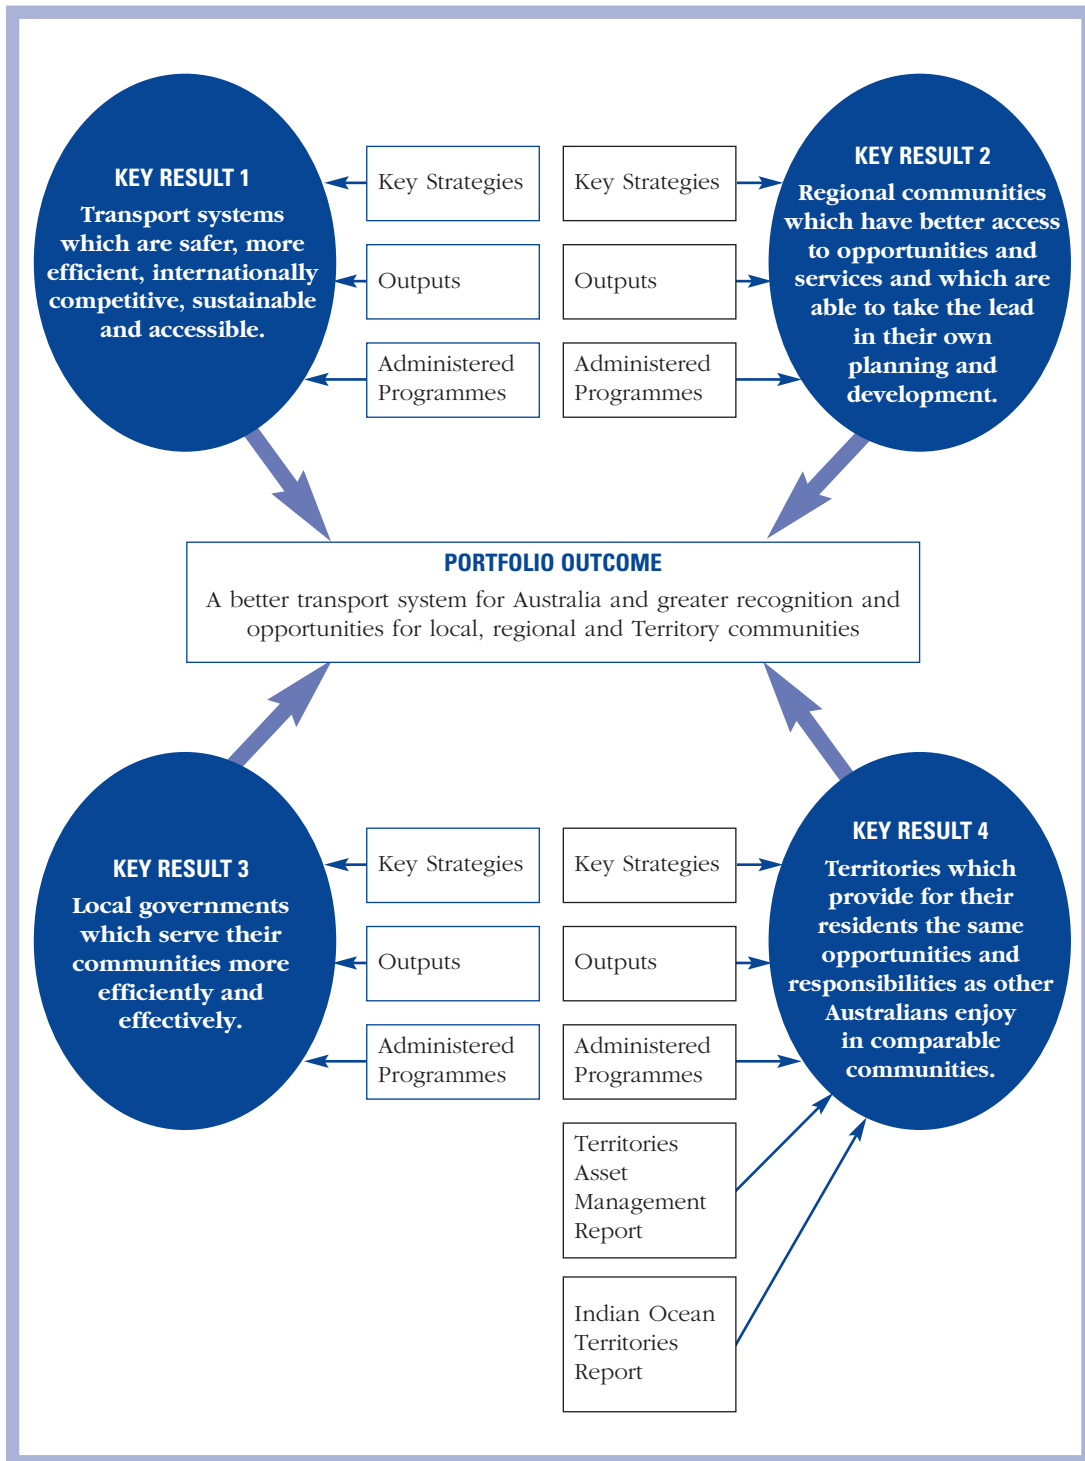 KEY RESULT 1
Transport systems
which are safer, more
efficient, internationally
competitive, sustainable
and accessible.
Key Strategies
Outputs
Administered
Programmes
Key Strategies
Outputs
Administered
Programmes
KEY RESULT 2
Regional communities
which have better access
to opportunities and
services and which are
able to take the lead
in their own
planning and
development.
PORTFOLIO OUTCOME
A better transport system for Australia and greater recognition and
opportunities for local, regional and Territory communities
KEY RESULT 3
Local governments
which serve their
communities more
efficiently and
effectively.
Key Strategies
Outputs
Administered
Programmes
Key Strategies
Outputs
Administered
Programmes
Territories
Asset
Management
Report
Indian Ocean
Territories
Report
KEY RESULT 4
Territories which
provide for their
residents the same
opportunities and
responsibilities as other
Australians enjoy
in comparable
communities.